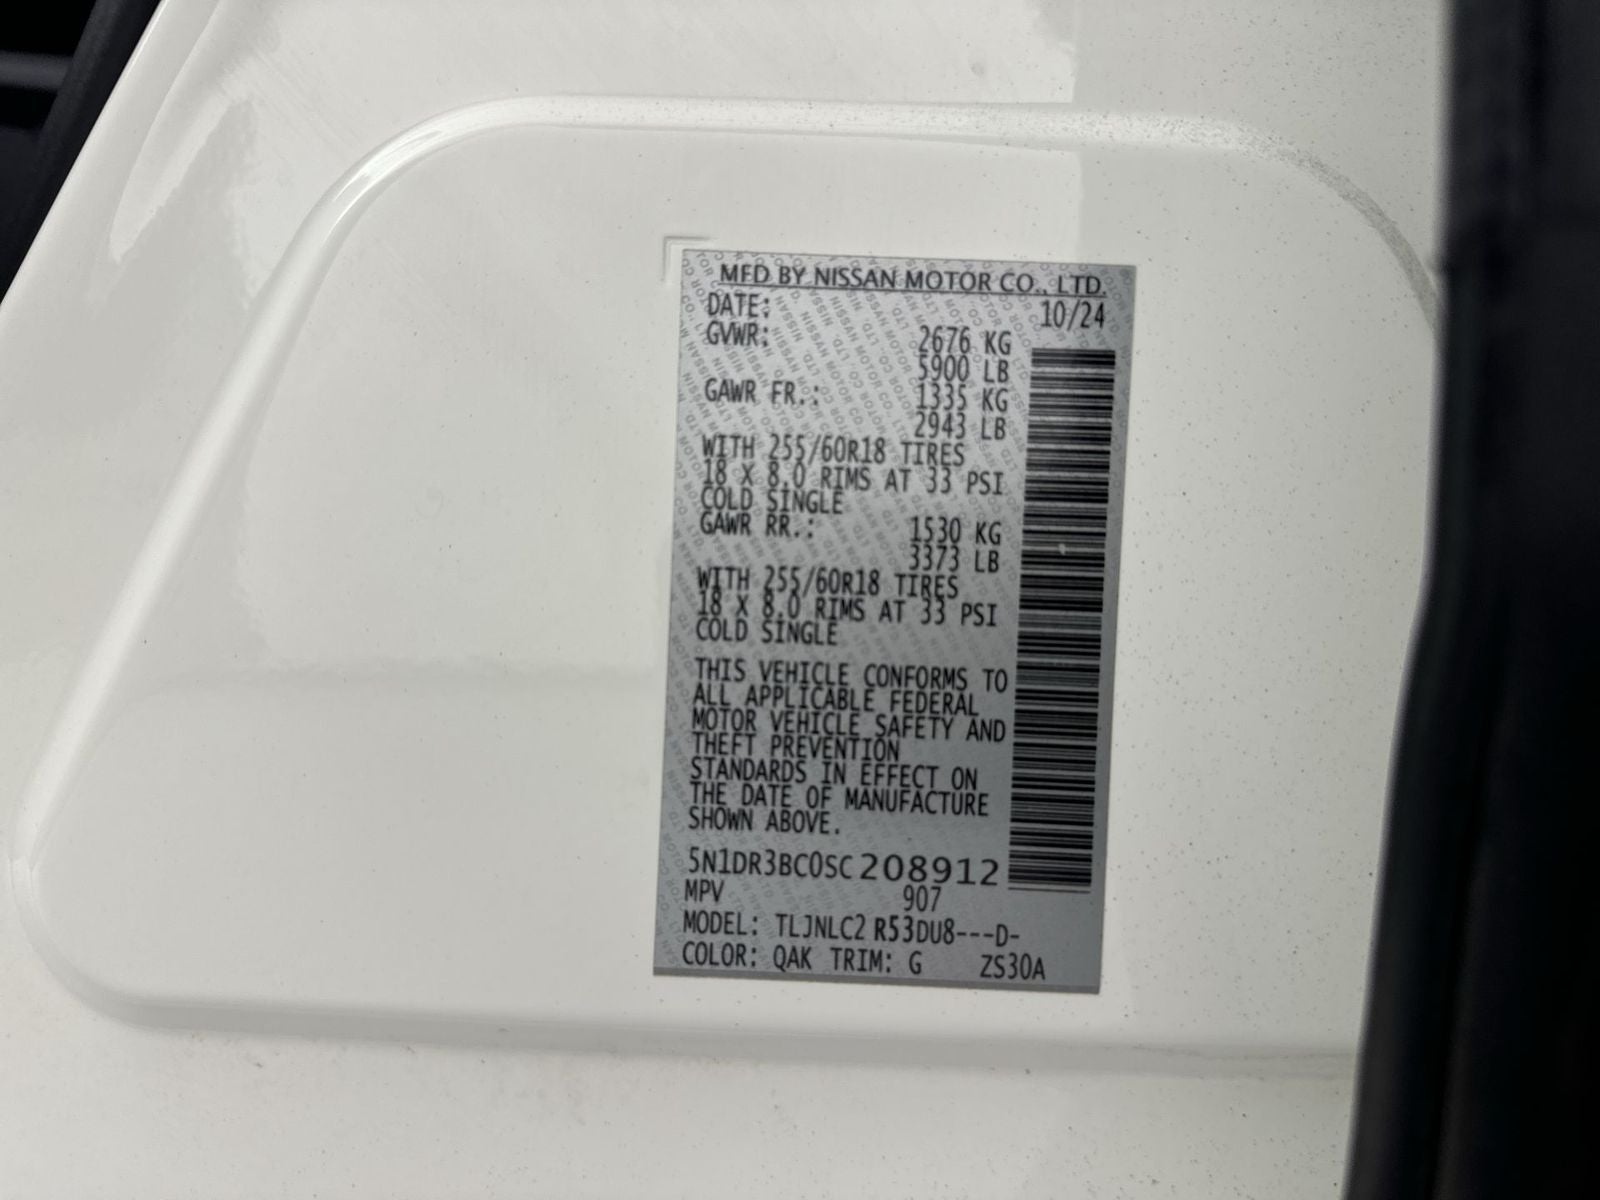 MFD BY NISSAN MOTOR CO., LTD.
DATE: 10/24
GVWR: 2676 KG
5900 LB
GAWR FR.: 1335 KG
2943 LB
WITH 255/60R18 TIRES
18 X 8.0 RIMS AT 33 PSI
COLD SINGLE
GAWR RR.: 1530 KG
3373 LB
WITH 255/60R18 TIRES
18 X 8.0 RIMS AT 33 PSI
COLD SINGLE
THIS VEHICLE CONFORMS TO
ALL APPLICABLE FEDERAL
MOTOR VEHICLE SAFETY AND
THEFT PREVENTION
STANDARDS IN EFFECT ON
THE DATE OF MANUFACTURE
SHOWN ABOVE.
5N1DR3BC0SC208912
MPV 907
MODEL: TLJNLC2 R53DU8---D-
COLOR: QAK TRIM: G ZS30A